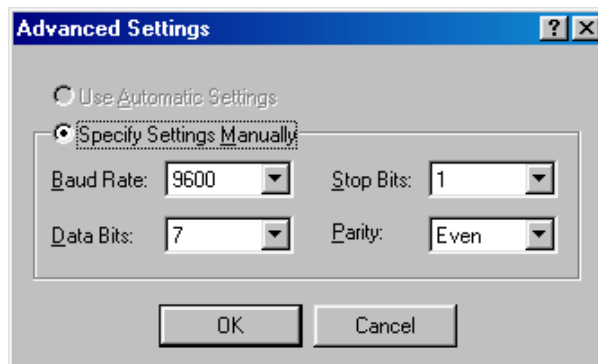 Advanced Settings
Use Automatic Settings
Specify Settings Manually
Baud Rate: 9600 Stop Bits: 1
Data Bits: 7 Parity: Even
OK Cancel